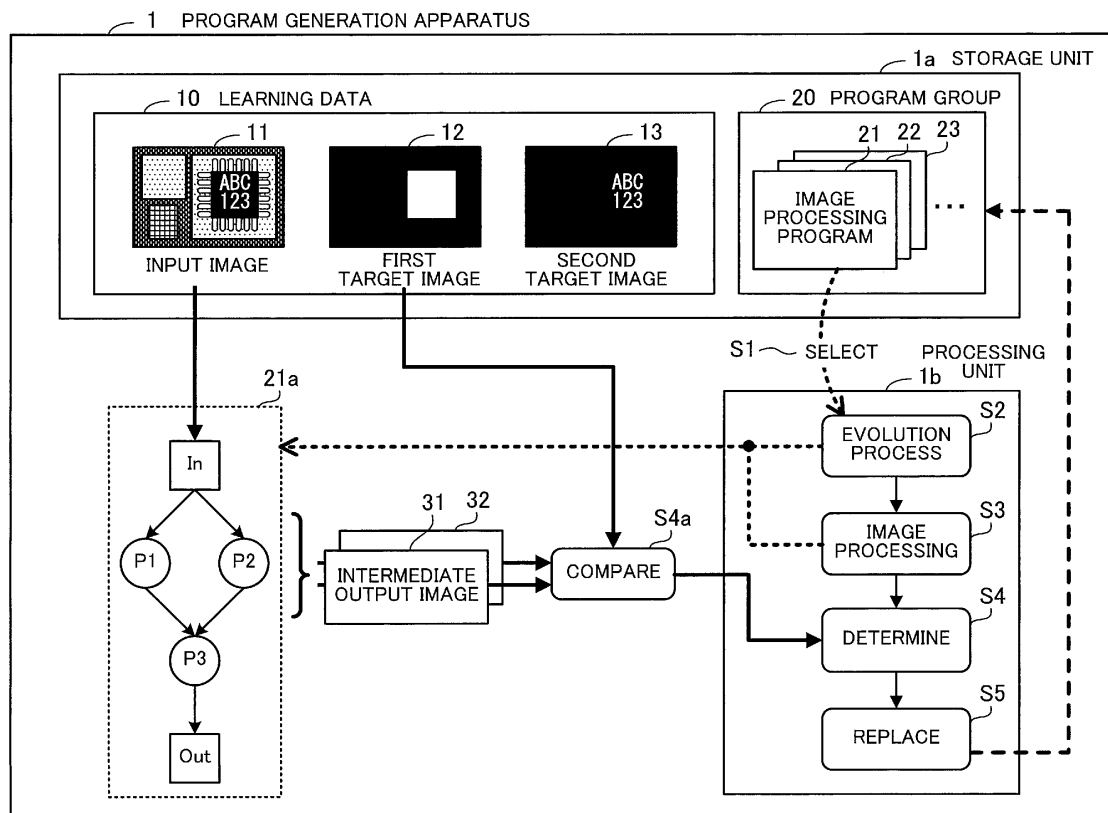 1 PROGRAM GENERATION APPARATUS
1a STORAGE UNIT
10 LEARNING DATA
20 PROGRAM GROUP
11
12
13
21
22
23
ABC
123
ABC
123
IMAGE
PROCESSING
PROGRAM
...
INPUT IMAGE
FIRST
TARGET IMAGE
SECOND
TARGET IMAGE
S1
SELECT
PROCESSING
UNIT
1b
21a
S2
EVOLUTION
PROCESS
In
31
32
S4a
S3
IMAGE
PROCESSING
P1
P2
INTERMEDIATE
OUTPUT IMAGE
COMPARE
S4
DETERMINE
P3
S5
REPLACE
Out